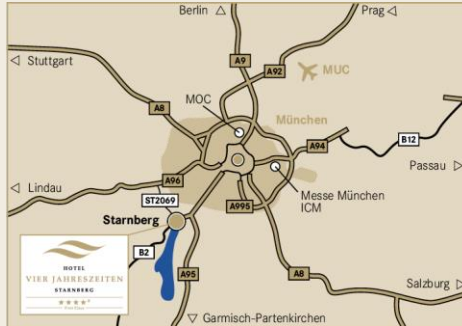 Berlin
Prag
A9
A92
Stuttgart
MUC
A8
MOC
München
A94
B12
Passau
A96
Lindau
ST2069
Messe München
ICM
Starnberg
A995
B2
HOTEL
VIER JAHRESZEITEN
STARNBERG
A95
A8
Salzburg
Garmisch-Partenkirchen